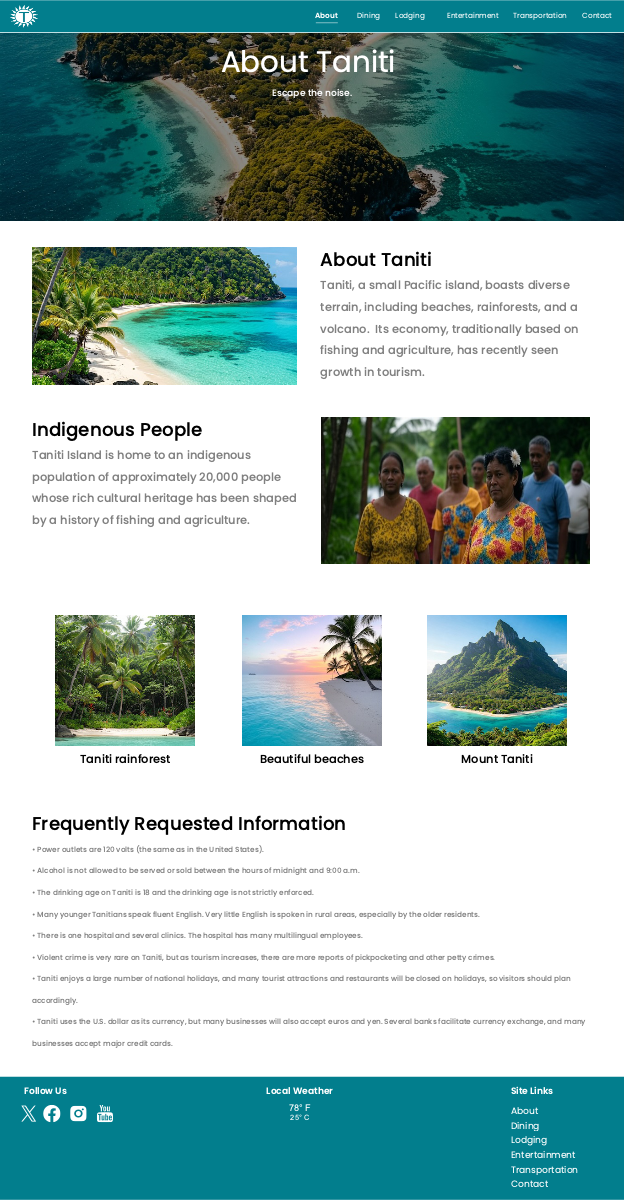 T
About Dining Lodging Entertainment Transportation Contact
About Taniti
Escape the noise.
About Taniti
Taniti, a small Pacific island, boasts diverse
terrain, including beaches, rainforests, and a
volcano. Its economy, traditionally based on
fishing and agriculture, has recently seen
growth in tourism.
Indigenous People
Taniti Island is home to an indigenous
population of approximately 20,000 people
whose rich cultural heritage has been shaped
by a history of fishing and agriculture.
Taniti rainforest
Beautiful beaches
Mount Taniti
Frequently Requested Information
• Power outlets are 120 volts (the same as in the United States).
• Alcohol is not allowed to be served or sold between the hours of midnight and 9:00 a.m.
• The drinking age on Taniti is 18 and the drinking age is not strictly enforced.
• Many younger Tanitians speak fluent English. Very little English is spoken in rural areas, especially by the older residents.
• There is one hospital and several clinics. The hospital has many multilingual employees.
• Violent crime is very rare on Taniti, but as tourism increases, there are more reports of pickpocketing and other petty crimes.
• Taniti enjoys a large number of national holidays, and many tourist attractions and restaurants will be closed on holidays, so visitors should plan
accordingly.
• Taniti uses the U.S. dollar as its currency, but many businesses will also accept euros and yen. Several banks facilitate currency exchange, and many
businesses accept major credit cards.
Follow Us
You
Tube
Local Weather
78° F
25° C
Site Links
About
Dining
Lodging
Entertainment
Transportation
Contact